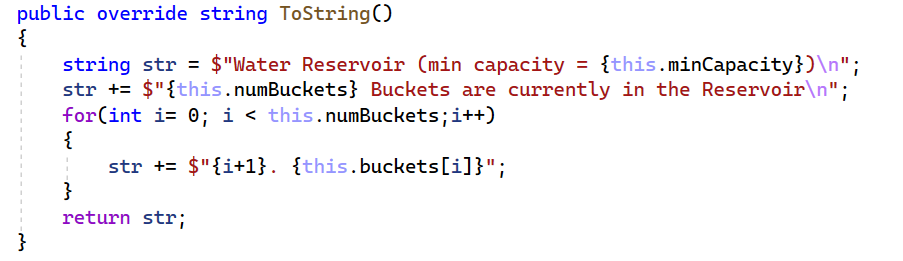 public override string ToString()
{
    string str = $"Water Reservoir (min capacity = {this.minCapacity})\n";
    str += $"{this.numBuckets} Buckets are currently in the Reservoir\n";
    for(int i= 0; i < this.numBuckets;i++)
    {
        str += $"{i+1}. {this.buckets[i]}";
    }
    return str;
}